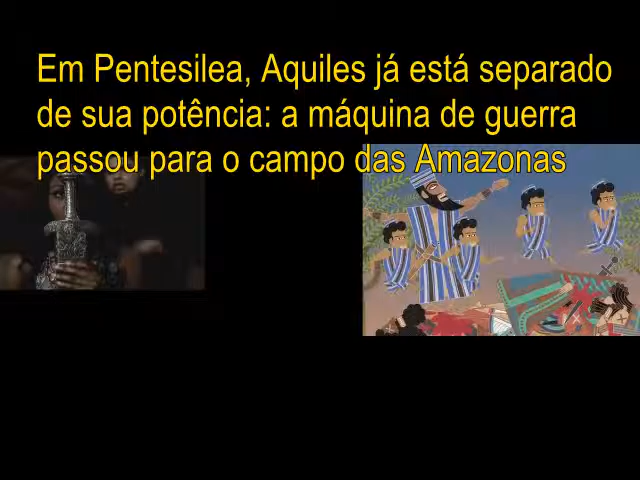 Em Pentesilea, Aquiles já está separado
de sua potência: a máquina de guerra
passou para o campo das Amazonas